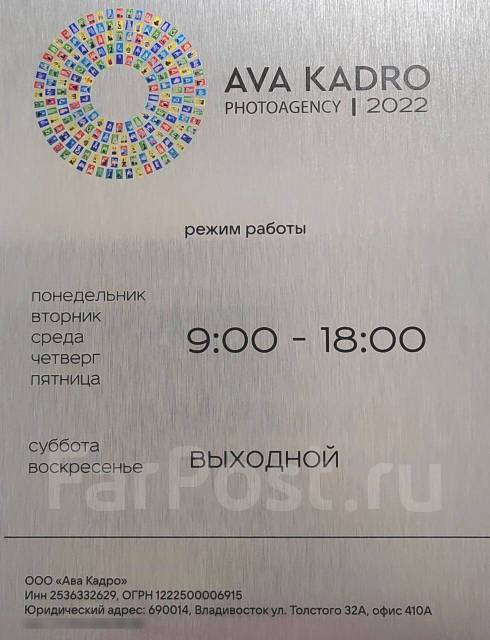 AVA KADRO
PHOTOAGENCY | 2022
режим работы
понедельник
вторник
среда
четверг
пятница
9:00 - 18:00
суббота
воскресенье
ВЫХОДНОЙ
FarPost.ru
ООО «Ава Кадро»
Инн 2536332629, ОГРН 1222500006915
Юридический адрес: 690014, Владивосток ул. Толстого 32А, офис 410А